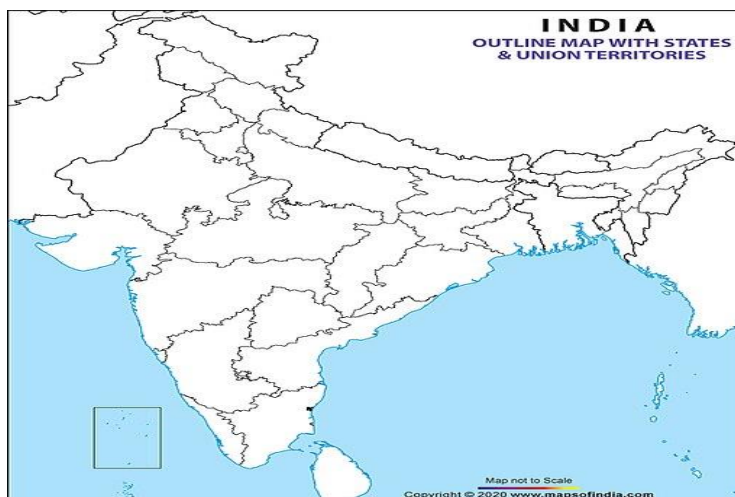 INDIA
OUTLINE MAP WITH STATES
& UNION TERRITORIES
Map not to Scale
Copyright © 2020 www.mapsofindia.com